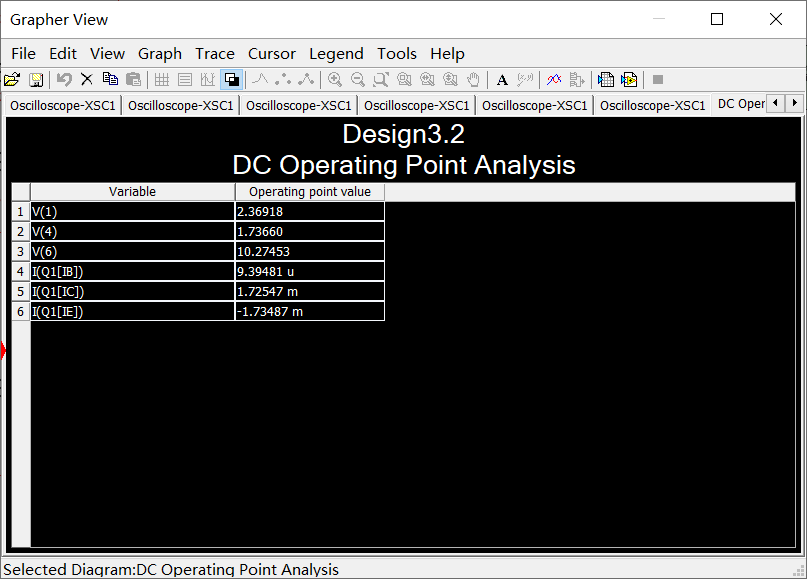 Grapher View
File Edit View Graph Trace Cursor Legend Tools Help
A
Oscilloscope-XSC1 Oscilloscope-XSC1 Oscilloscope-XSC1 Oscilloscope-XSC1 Oscilloscope-XSC1 Oscilloscope-XSC1 DC Oper
Design3.2
DC Operating Point Analysis
Variable Operating point value
1 V(1) 2.36918
2 V(4) 1.73660
3 V(6) 10.27453
4 I(Q1[IB]) 9.39481 u
5 I(Q1[IC]) 1.72547 m
6 I(Q1[IE]) -1.73487 m
Selected Diagram:DC Operating Point Analysis